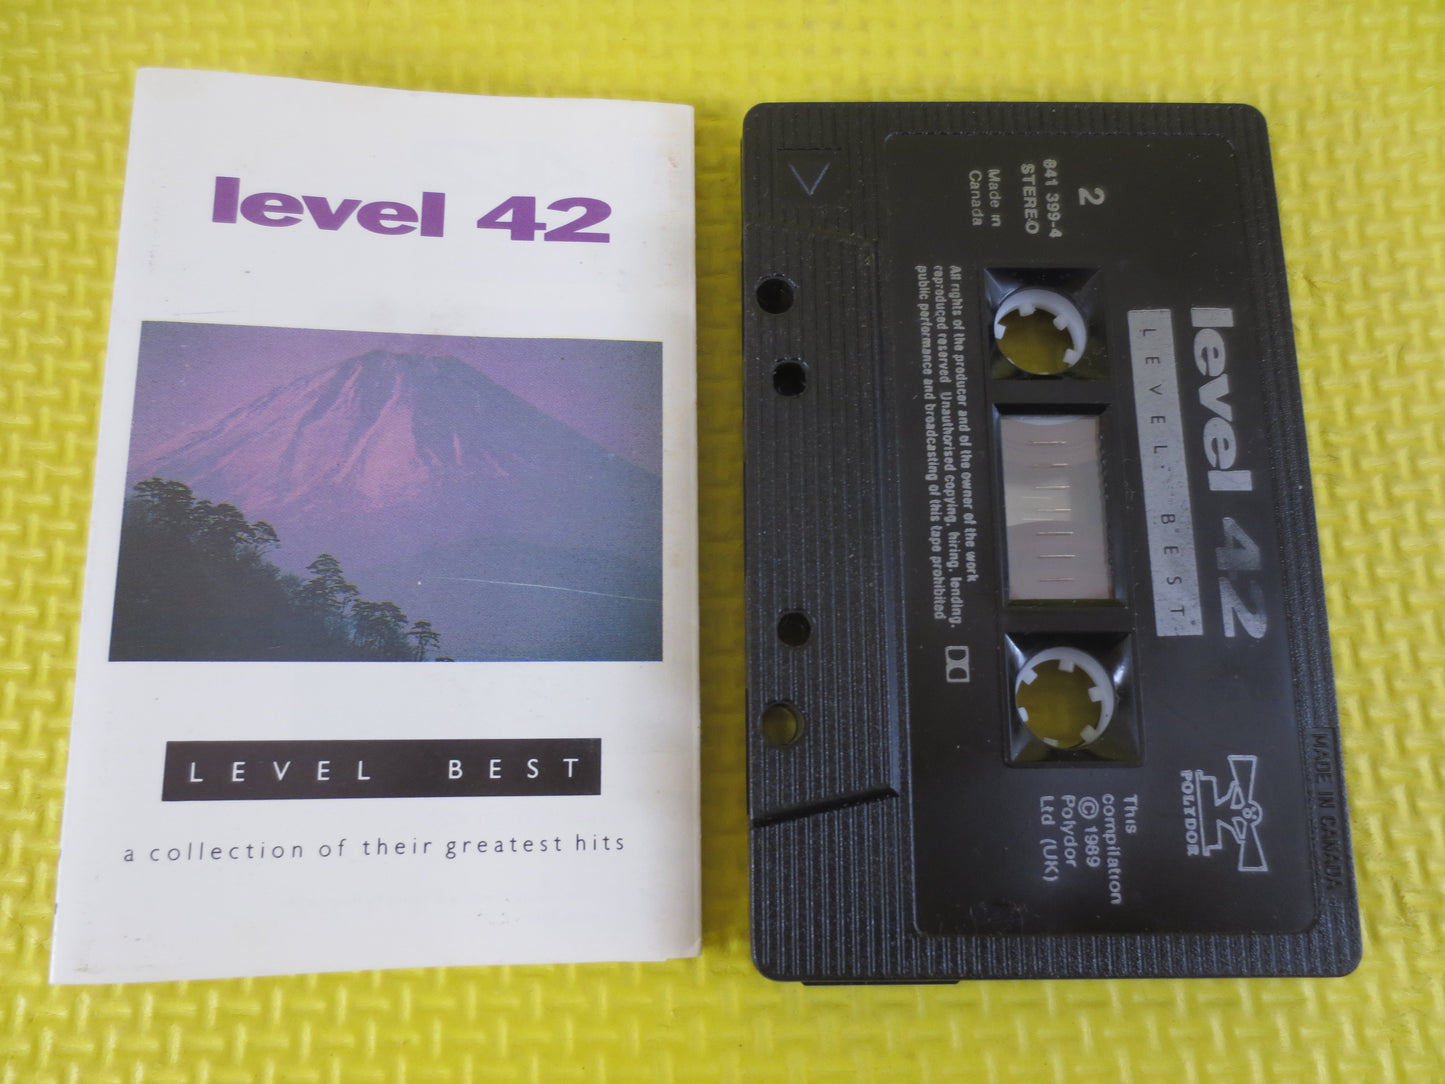 level 42
LEVEL BEST
a collection of their greatest hits
level 42
LEVEL BEST
2
841 399-4
STEREO
Made in
Canada
All rights of the producer and of the owner of the work
reproduced reserved Unauthorised copying, hiring, lending,
public performance and broadcasting of this tape prohibited
This
compilation
© 1989
Polydor
Ltd (UK)
POLYDOR
MADE IN CANADA